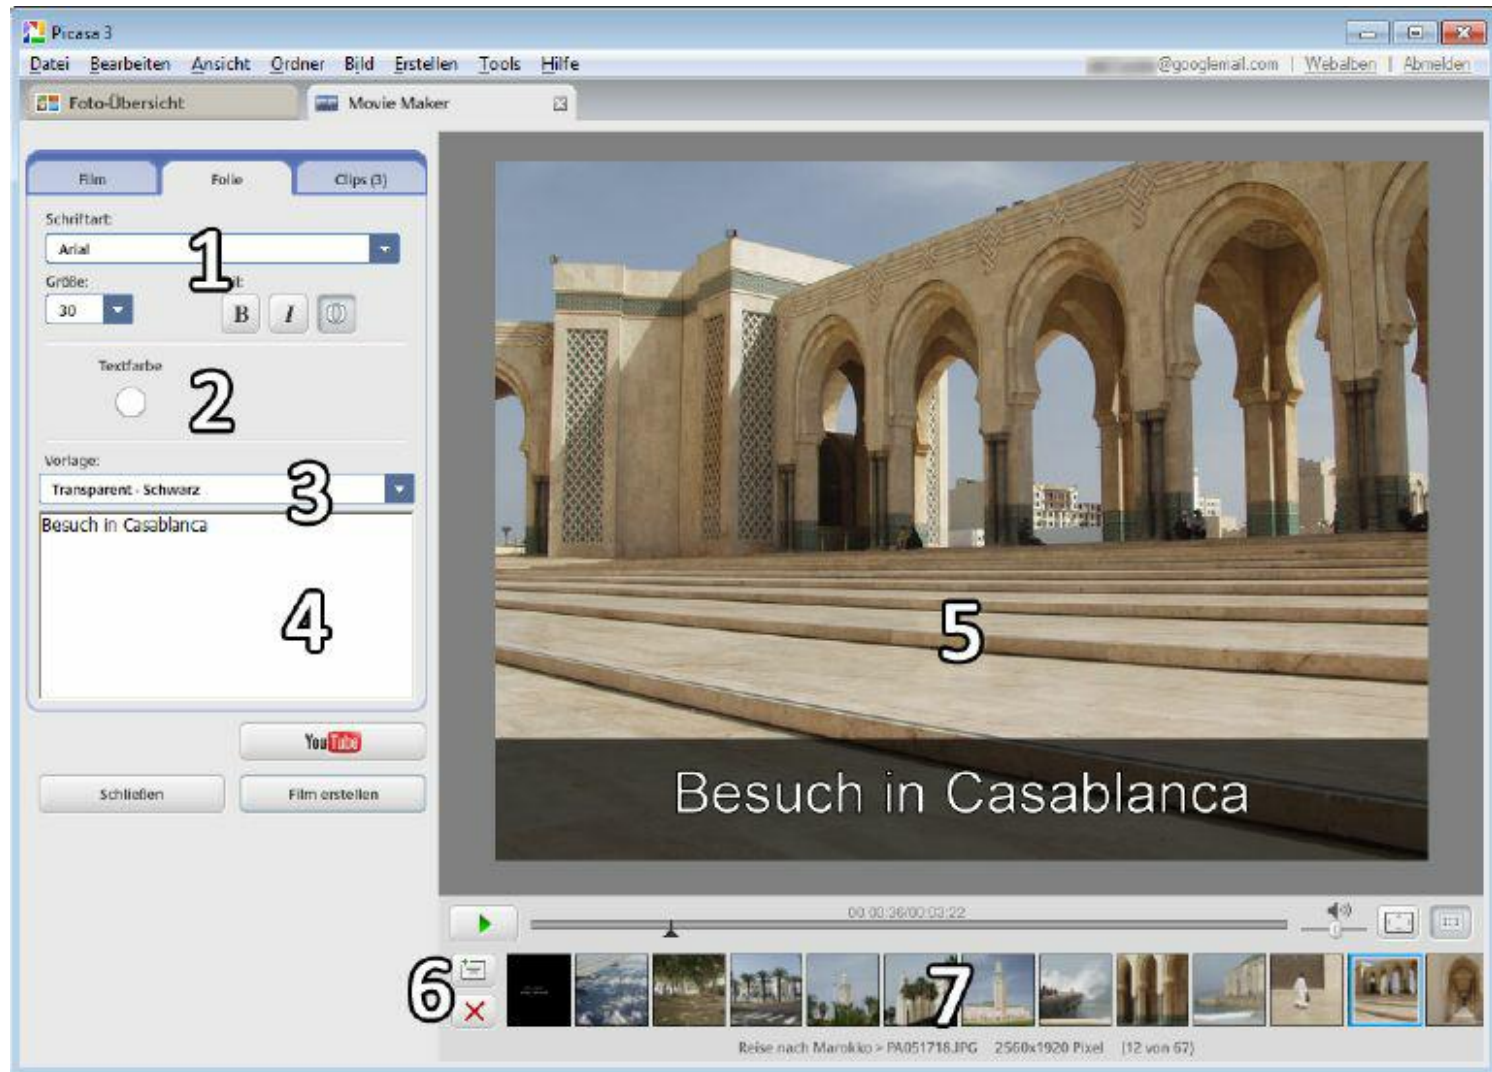 Picasa 3
Datei Bearbeiten Ansicht Ordner Bild Erstellen Tools Hilfe
@googlemail.com | Webalben | Abmelden
Foto-Übersicht
Movie Maker
Film
Folie
Clips (3)
Schriftart:
Arial
1
Größe:
30
B
I
Textfarbe
2
Vorlage:
Transparent - Schwarz
3
Besuch in Casablanca
4
5
YouTube
Schließen
Film erstellen
Besuch in Casablanca
00:00:36/00:03:22
1:1
6
7
Reise nach Marokko > PA051718.JPG 2560x1920 Pixel (12 von 67)